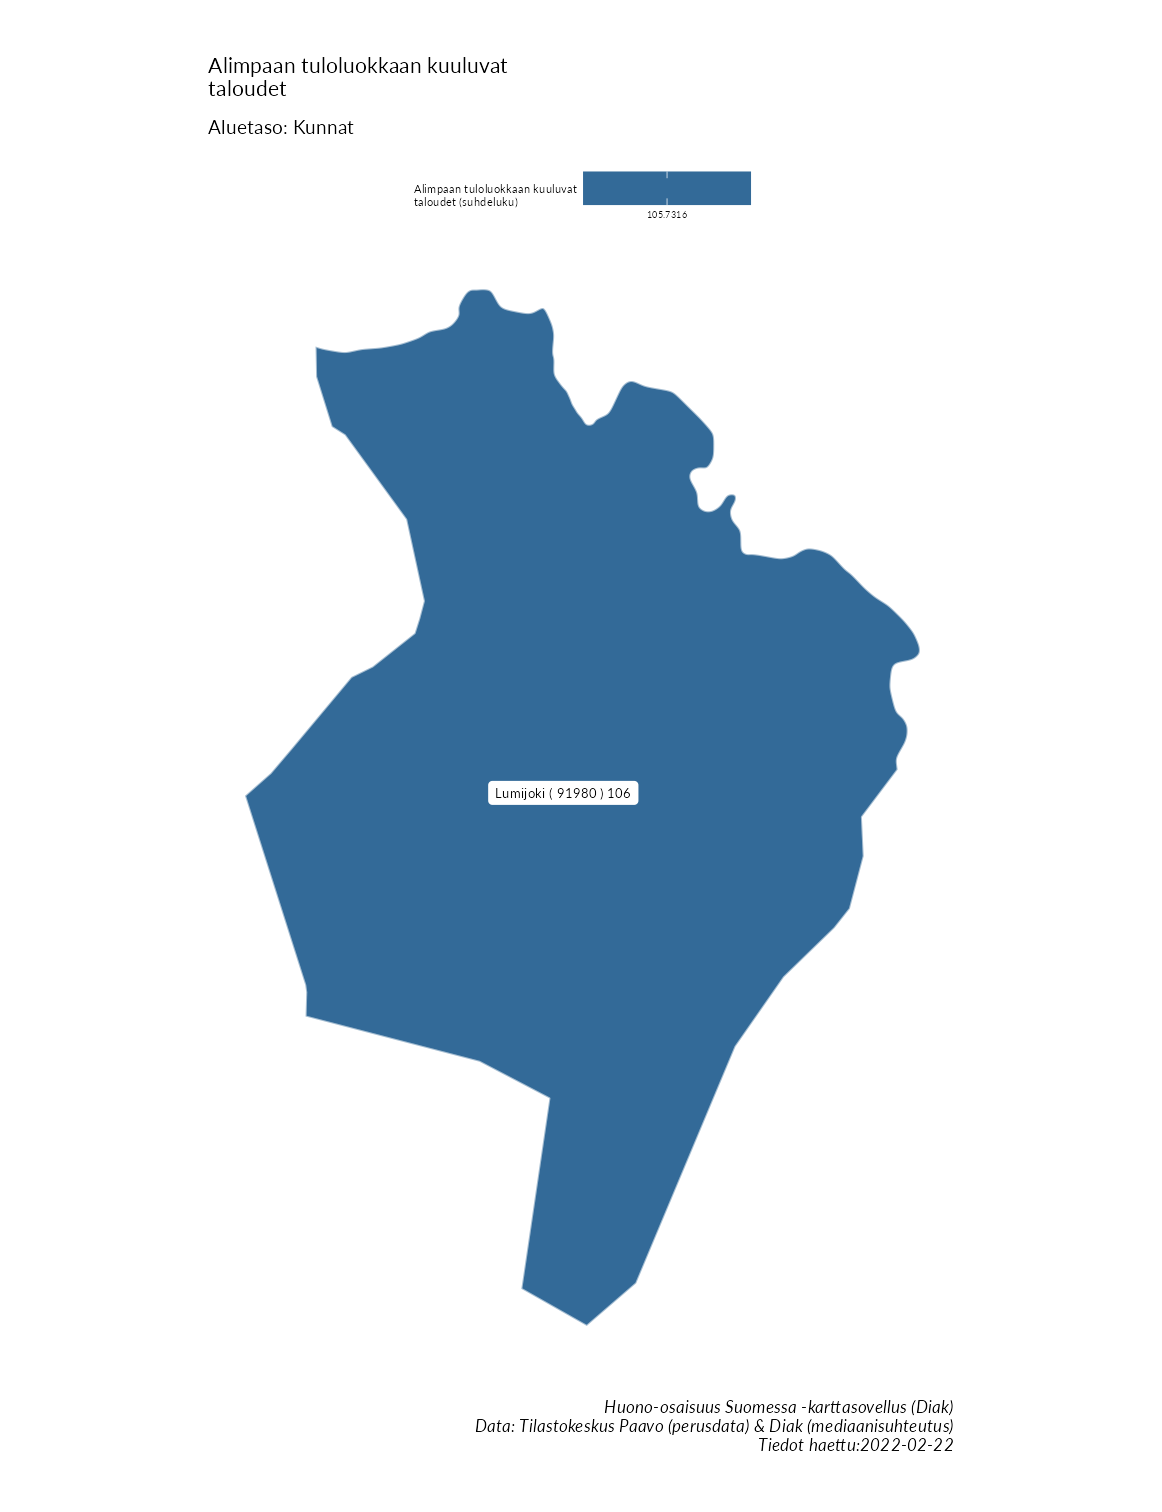 Alimpaan tuloluokkaan kuuluvat
taloudet
Aluetaso: Kunnat
Alimpaan tuloluokkaan kuuluvat
taloudet (suhdeluku)
105.7316
Lumijoki ( 91980 ) 106
Huono-osaisuus Suomessa -karttasovellus (Diak)
Data: Tilastokeskus Paavo (perusdata) & Diak (mediaanisuhteutus)
Tiedot haettu:2022-02-22